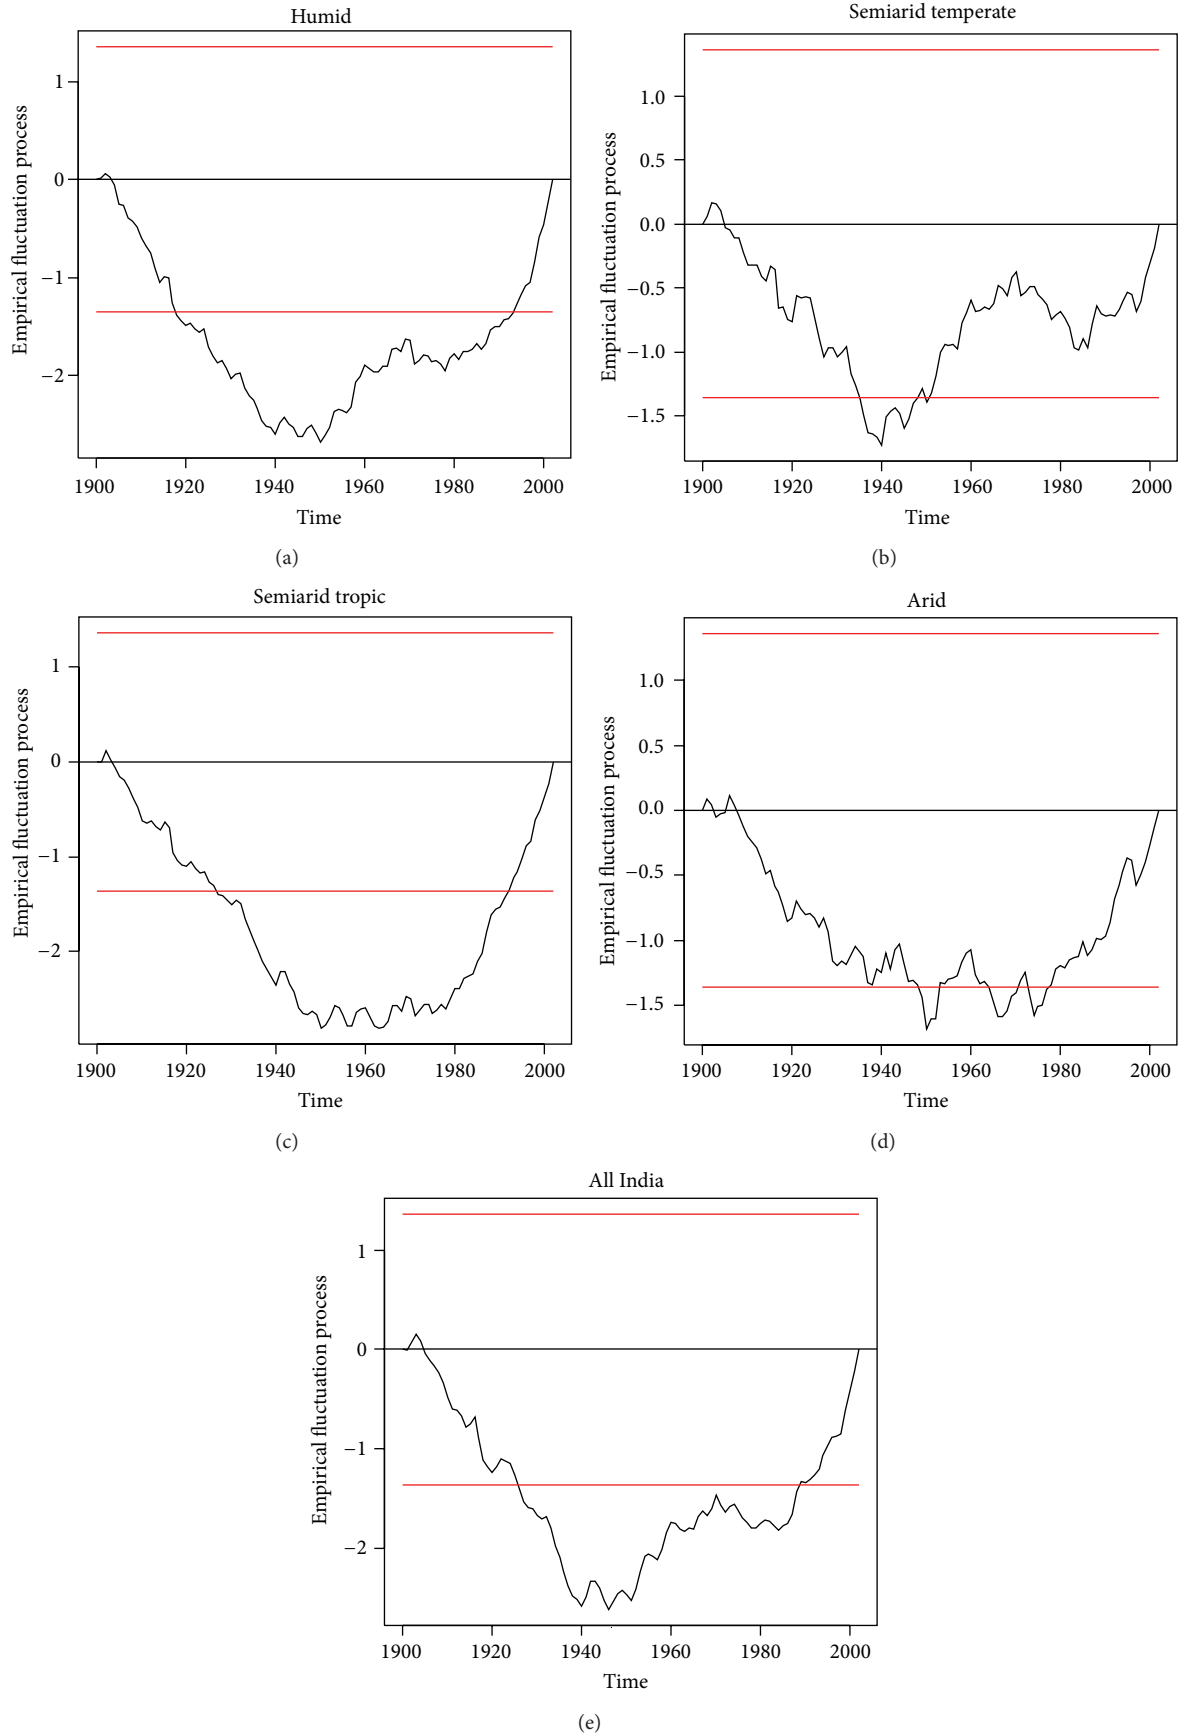 Humid
Empirical fluctuation process
1
0
−1
−2
1900 1920 1940 1960 1980 2000
Time
(a)
Semiarid temperate
Empirical fluctuation process
1.0
0.5
0.0
−0.5
−1.0
−1.5
1900 1920 1940 1960 1980 2000
Time
(b)
Semiarid tropic
Empirical fluctuation process
1
0
−1
−2
1900 1920 1940 1960 1980 2000
Time
(c)
Arid
Empirical fluctuation process
1.0
0.5
0.0
−0.5
−1.0
−1.5
1900 1920 1940 1960 1980 2000
Time
(d)
All India
Empirical fluctuation process
1
0
−1
−2
1900 1920 1940 1960 1980 2000
Time
(e)